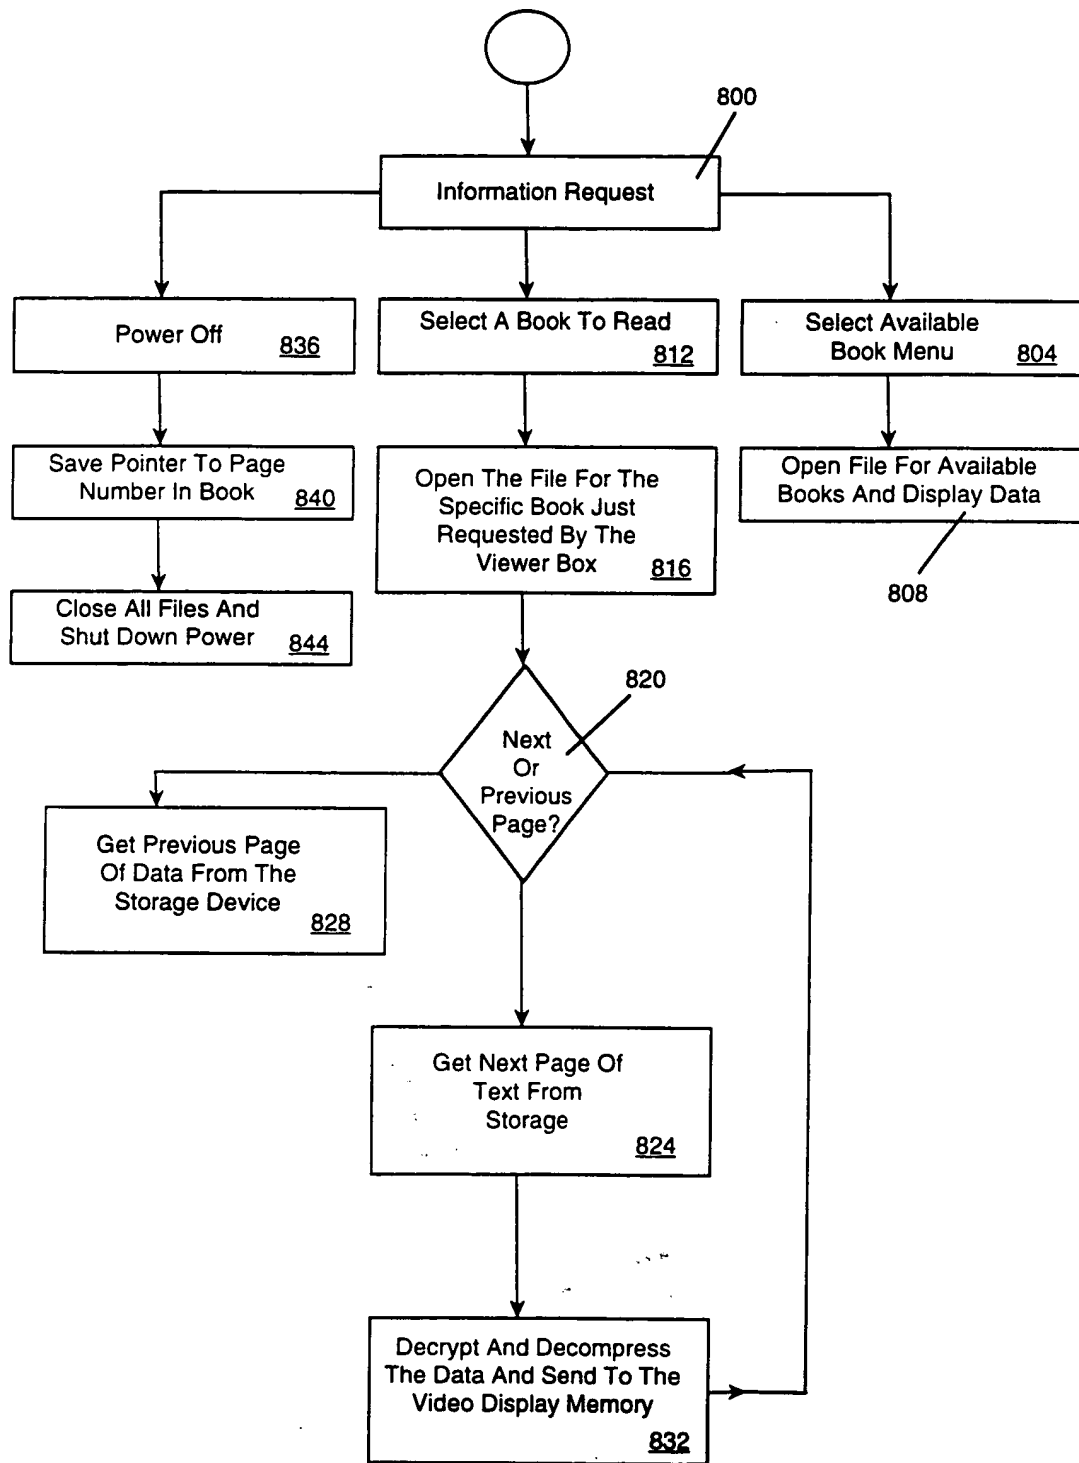 800
Information Request
Power Off
836
Select A Book To Read
812
Select Available
Book Menu
804
Save Pointer To Page
Number In Book
840
Open The File For The
Specific Book Just
Requested By The
Viewer Box
816
Open File For Available
Books And Display Data
808
Close All Files And
Shut Down Power
844
820
Next
Or
Previous
Page?
Get Previous Page
Of Data From The
Storage Device
828
Get Next Page Of
Text From
Storage
824
Decrypt And Decompress
The Data And Send To The
Video Display Memory
832